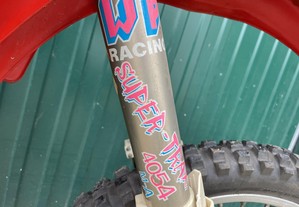 WP
RACING
SUPER-TRAX
4054